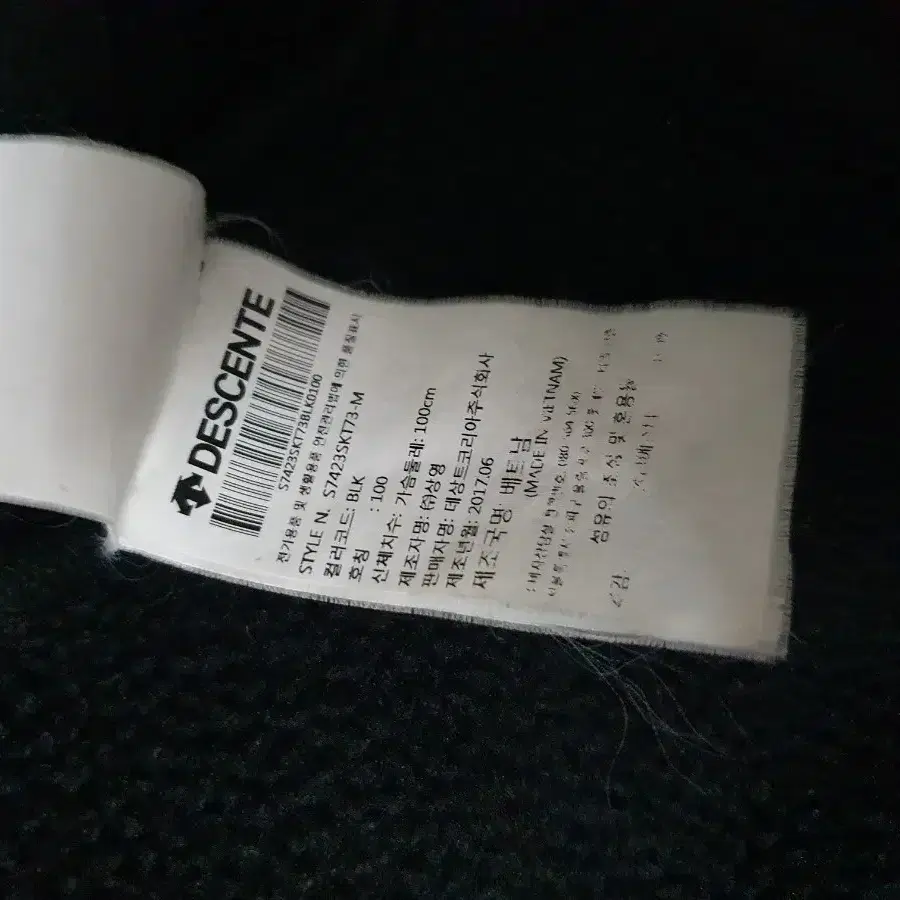 DESCENTE
S7423SKT73BLK0100
전기용품 및 생활용품 안전관리법에 의한 품질표시
STYLE N. S7423SKT73-M
컬러코드: BLK
호칭 : 100
신체치수: 가슴둘레: 100cm
제조자명: (주)상영
판매자명: 데상트코리아주식회사
제조년월: 2017.06
제조국명: 베트남
(MADE IN VIETNAM)
섬유의 조성 및 혼용율